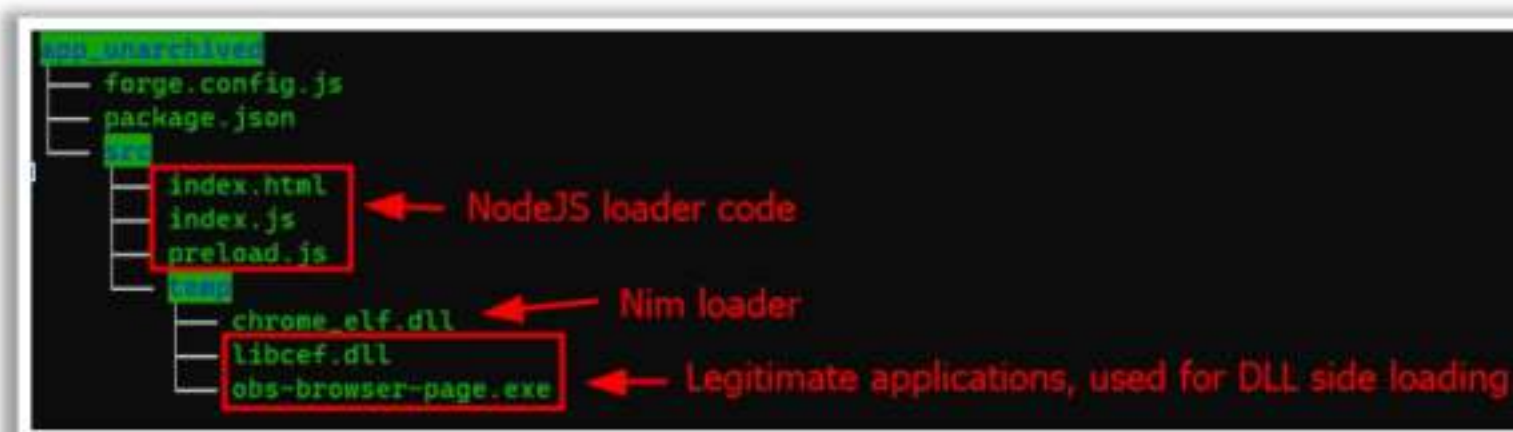 app_unarchived
forge.config.js
package.json
src
index.html
index.js NodeJS loader code
preload.js
temp
chrome_elf.dll Nim loader
libcef.dll
obs-browser-page.exe Legitimate applications, used for DLL side loading